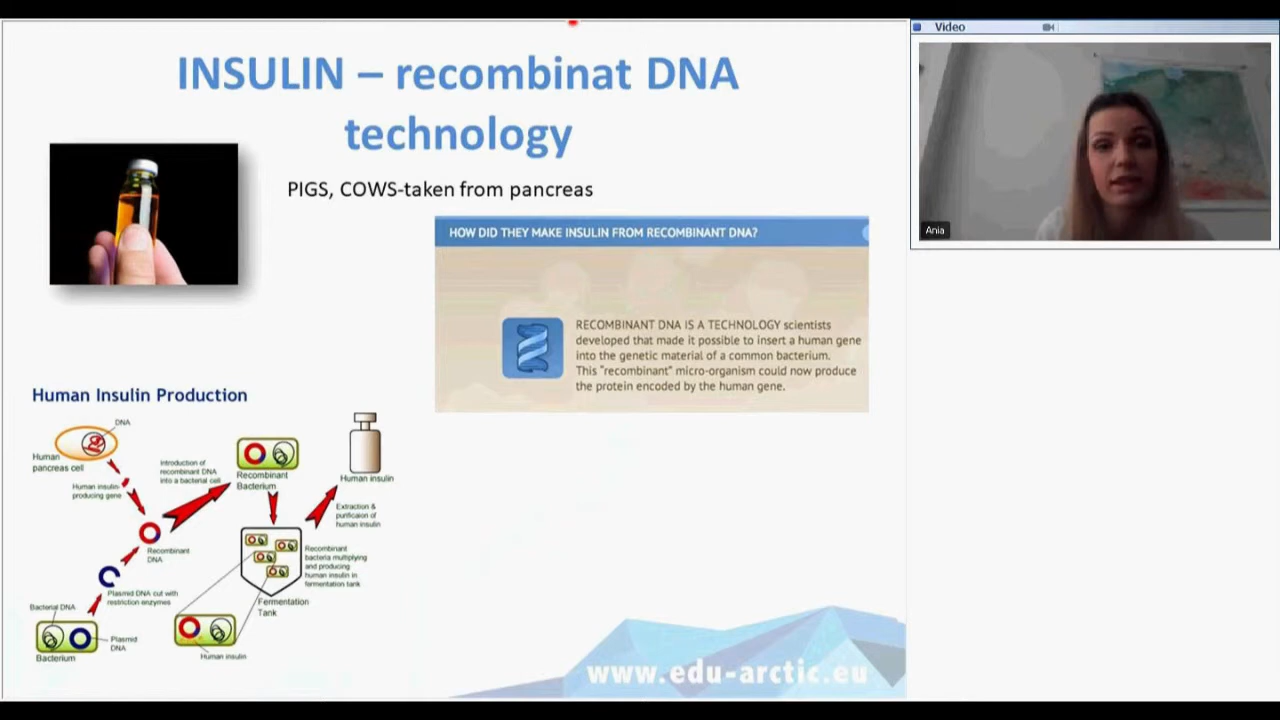 INSULIN – recombinat DNA
technology
PIGS, COWS-taken from pancreas
HOW DID THEY MAKE INSULIN FROM RECOMBINANT DNA?
RECOMBINANT DNA IS A TECHNOLOGY scientists
developed that made it possible to insert a human gene
into the genetic material of a common bacterium.
This "recombinant" micro-organism could now produce
the protein encoded by the human gene.
Human Insulin Production
DNA
Human
pancreas cell
Human insulin-
producing gene
Introduction of
recombinant DNA
into a bacterial cell
Recombinant
Bacterium
Human insulin
Extraction &
purificaion of
human insulin
Recombinant
DNA
Recombinant
bacteria multiplying
and producing
human insulin in
fermentation tank
Plasmid DNA cut with
restriction enzymes
Fermentation
Tank
Bacterial DNA
Plasmid
DNA
Bacterium
Human insulin
www.edu-arctic.eu
Video
Ania